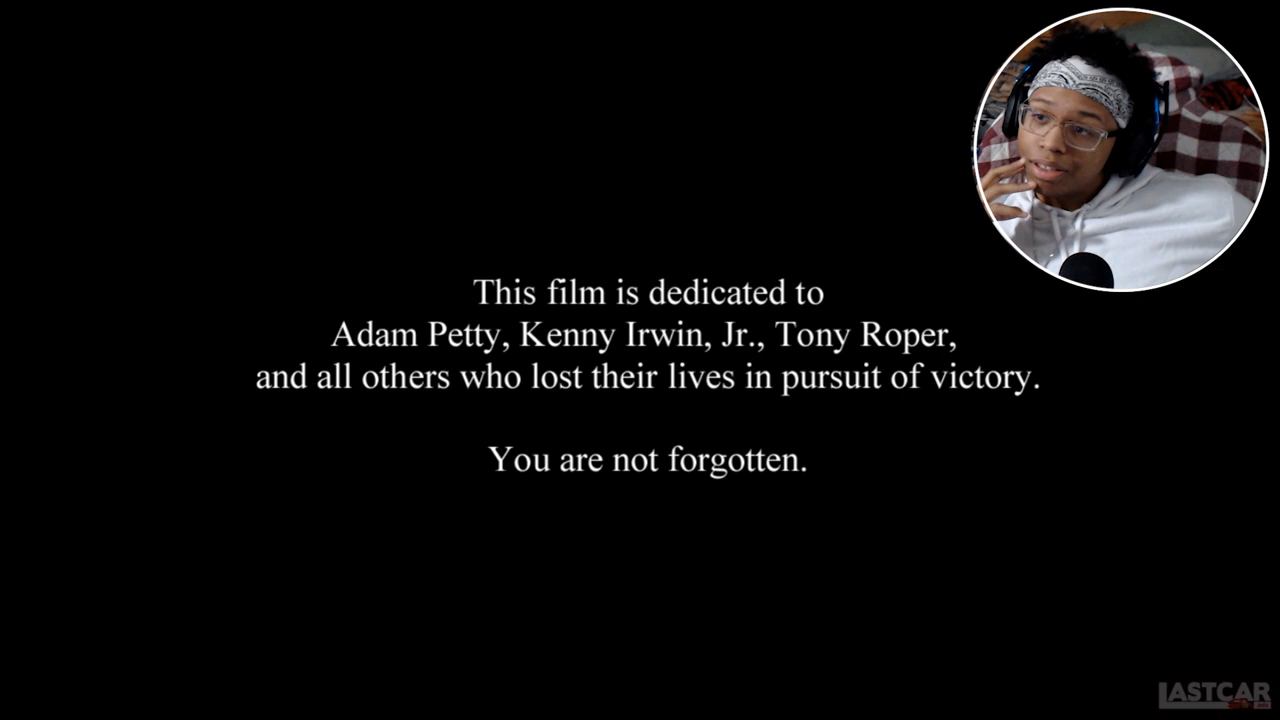 This film is dedicated to
Adam Petty, Kenny Irwin, Jr., Tony Roper,
and all others who lost their lives in pursuit of victory.
You are not forgotten.
LASTCAR